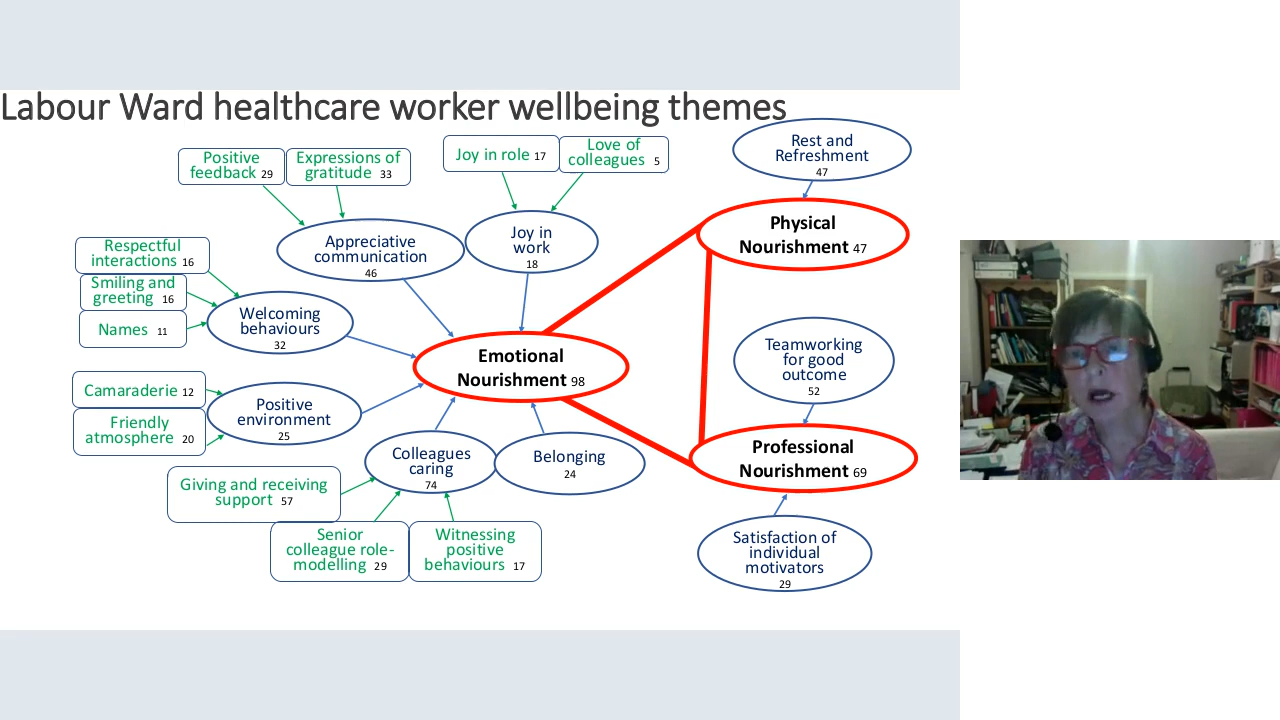 Labour Ward healthcare worker wellbeing themes
Rest and
Refreshment
47
Positive
feedback 29
Expressions of
gratitude 33
Joy in role 17
Love of
colleagues 5
Physical
Nourishment 47
Appreciative
communication
46
Joy in
work
18
Respectful
interactions 16
Smiling and
greeting 16
Names 11
Welcoming
behaviours
32
Emotional
Nourishment 98
Teamworking
for good
outcome
52
Camaraderie 12
Friendly
atmosphere 20
Positive
environment
25
Colleagues
caring
74
Belonging
24
Professional
Nourishment 69
Giving and receiving
support 57
Senior
colleague role-
modelling 29
Witnessing
positive
behaviours 17
Satisfaction of
individual
motivators
29